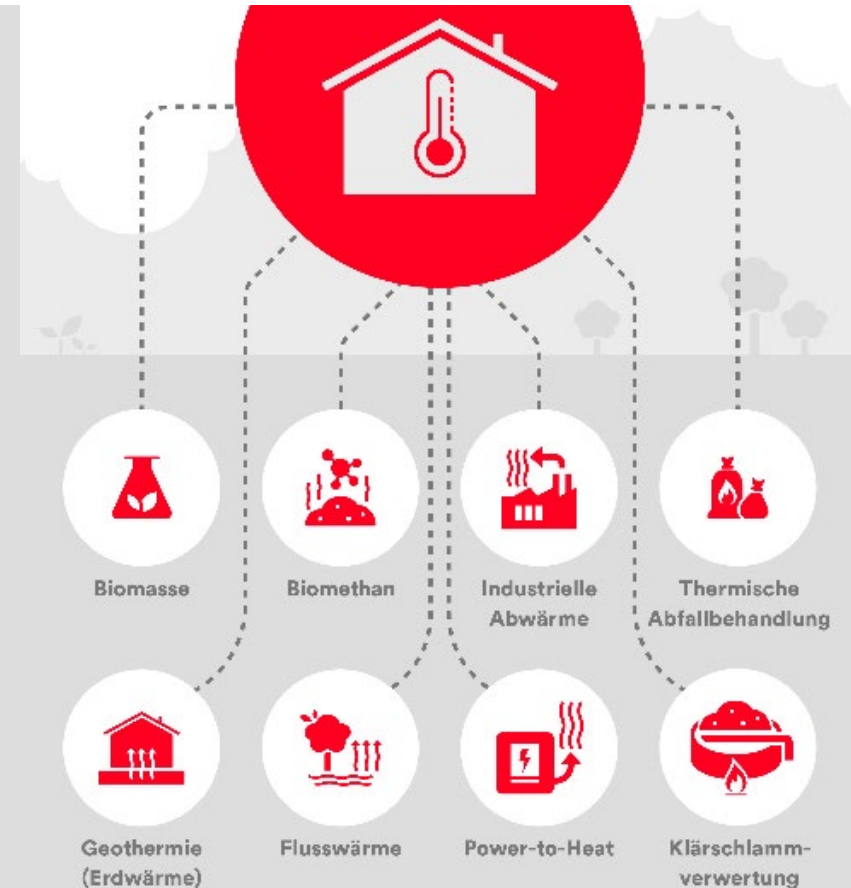 Biomasse
Biomethan
Industrielle
Abwärme
Thermische
Abfallbehandlung
Geothermie
(Erdwärme)
Flusswärme
Power-to-Heat
Klärschlamm-
verwertung